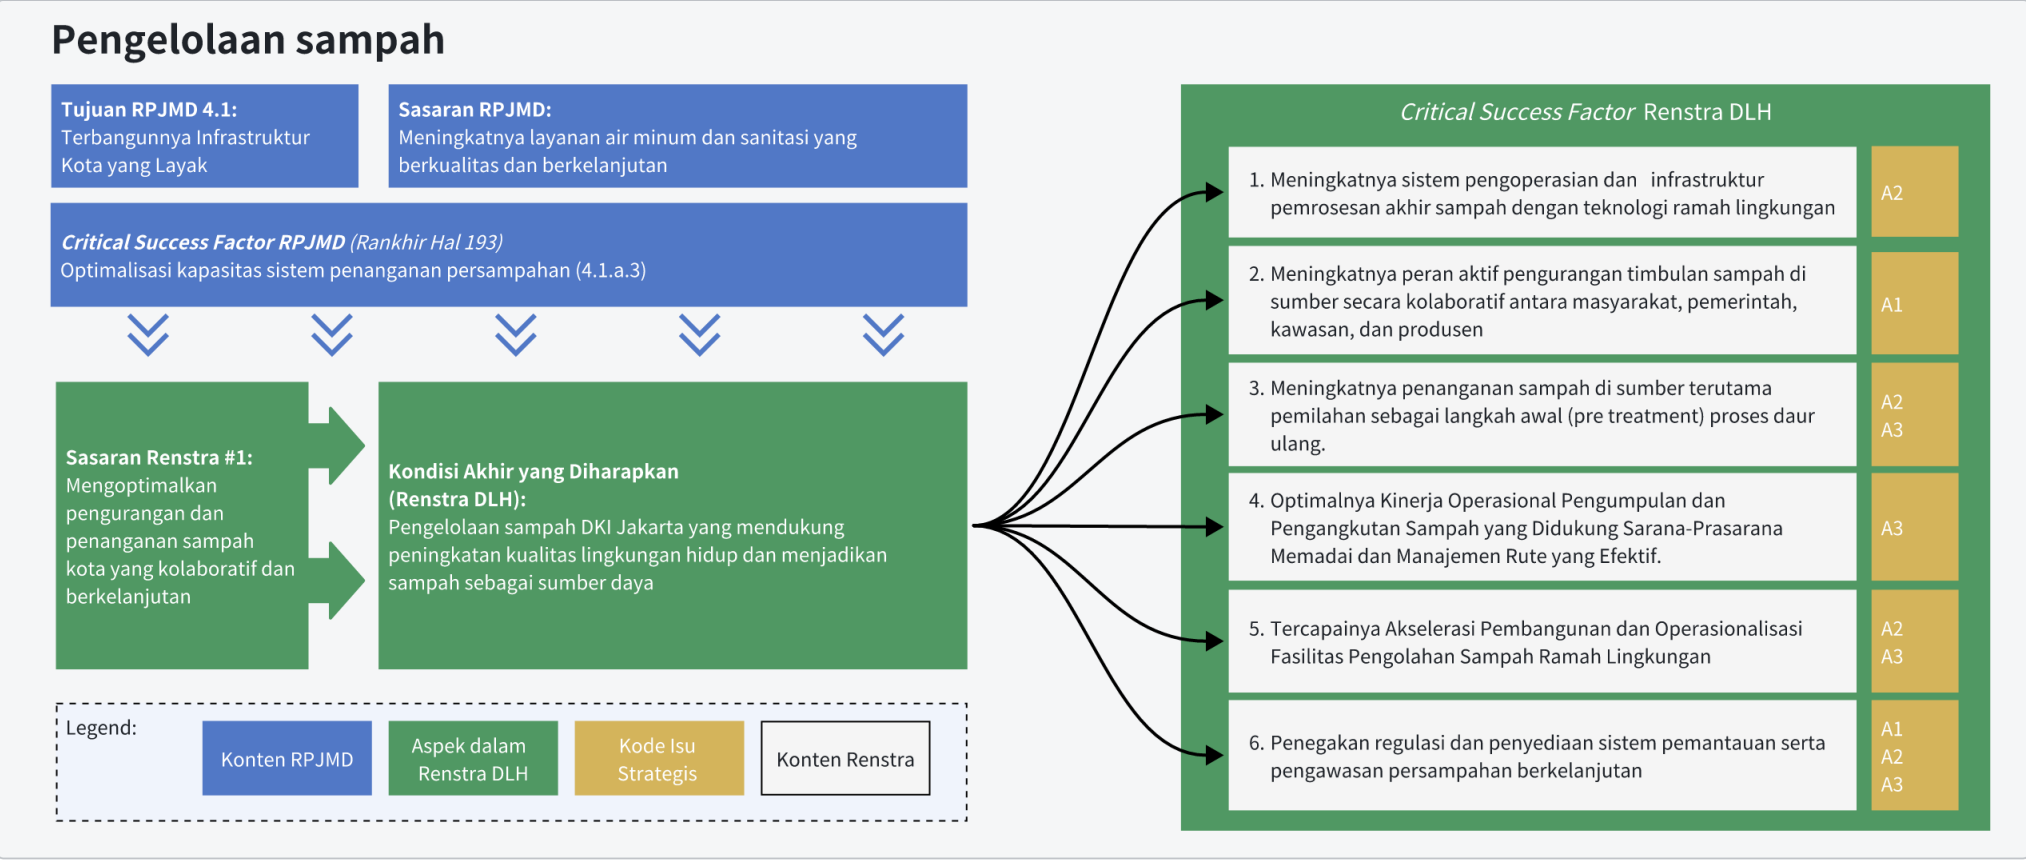 Pengelolaan sampah
Tujuan RPJMD 4.1:
Terbangunnya Infrastruktur
Kota yang Layak
Sasaran RPJMD:
Meningkatnya layanan air minum dan sanitasi yang
berkualitas dan berkelanjutan
Critical Success Factor RPJMD (Rankhir Hal 193)
Optimalisasi kapasitas sistem penanganan persampahan (4.1.a.3)
Sasaran Renstra #1:
Mengoptimalkan
pengurangan dan
penanganan sampah
kota yang kolaboratif dan
berkelanjutan
Kondisi Akhir yang Diharapkan
(Renstra DLH):
Pengelolaan sampah DKI Jakarta yang mendukung
peningkatan kualitas lingkungan hidup dan menjadikan
sampah sebagai sumber daya
Legend:
Konten RPJMD
Aspek dalam
Renstra DLH
Kode Isu
Strategis
Konten Renstra
Critical Success Factor Renstra DLH
1. Meningkatnya sistem pengoperasian dan infrastruktur
pemrosesan akhir sampah dengan teknologi ramah lingkungan
A2
2. Meningkatnya peran aktif pengurangan timbulan sampah di
sumber secara kolaboratif antara masyarakat, pemerintah,
kawasan, dan produsen
A1
3. Meningkatnya penanganan sampah di sumber terutama
pemilahan sebagai langkah awal (pre treatment) proses daur
ulang.
A2
A3
4. Optimalnya Kinerja Operasional Pengumpulan dan
Pengangkutan Sampah yang Didukung Sarana-Prasarana
Memadai dan Manajemen Rute yang Efektif.
A3
5. Tercapainya Akselerasi Pembangunan dan Operasionalisasi
Fasilitas Pengolahan Sampah Ramah Lingkungan
A2
A3
6. Penegakan regulasi dan penyediaan sistem pemantauan serta
pengawasan persampahan berkelanjutan
A1
A2
A3